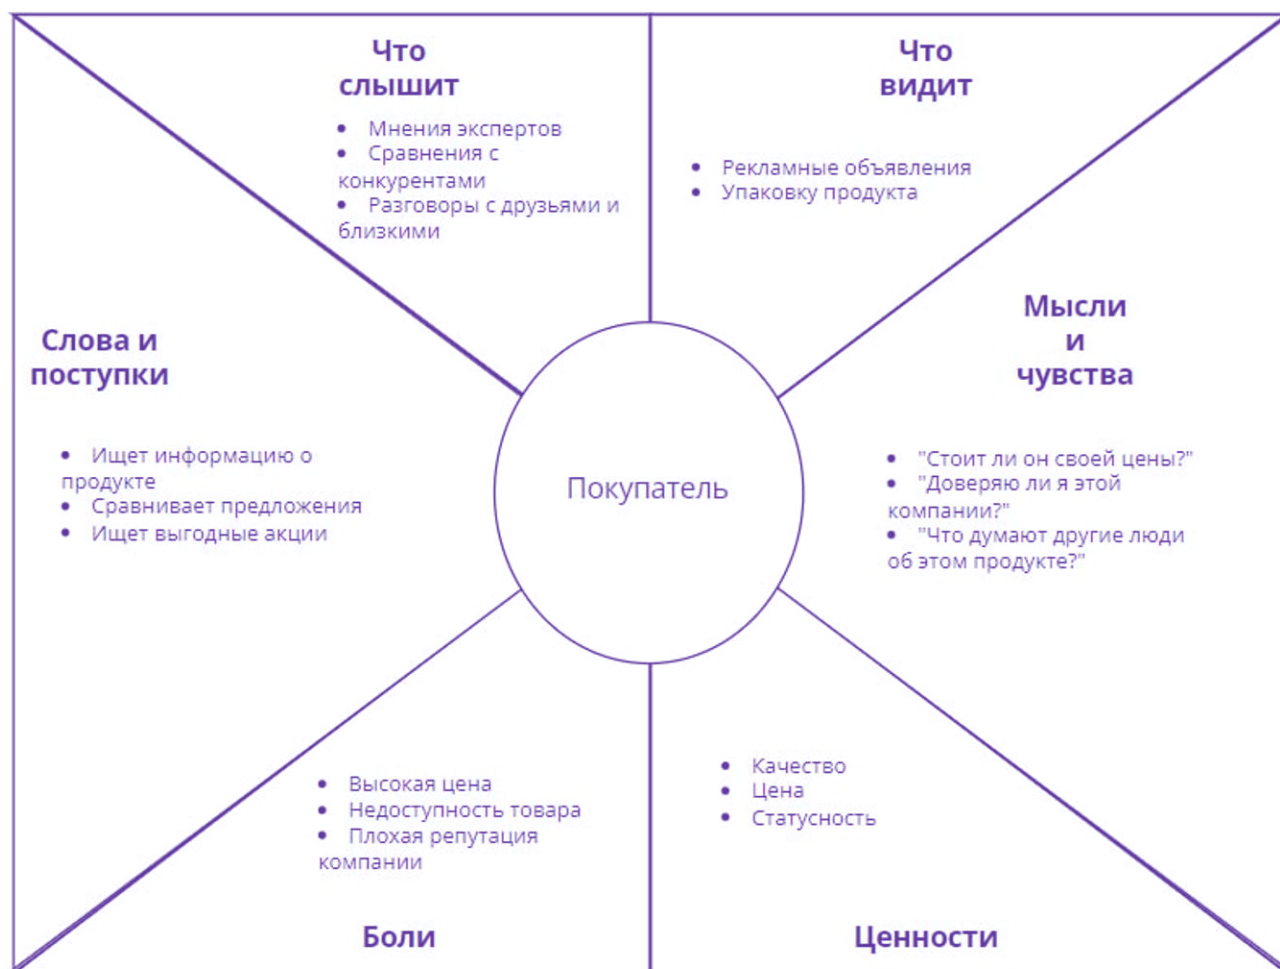 Что
слышит
• Мнения экспертов
• Сравнения с
конкурентами
• Разговоры с друзьями и
близкими
Что
видит
• Рекламные объявления
• Упаковку продукта
Слова и
поступки
• Ищет информацию о
продукте
• Сравнивает предложения
• Ищет выгодные акции
Покупатель
Мысли
и
чувства
• "Стоит ли он своей цены?"
• "Доверяю ли я этой
компании?"
• "Что думают другие люди
об этом продукте?"
• Высокая цена
• Недоступность товара
• Плохая репутация
компании
Боли
• Качество
• Цена
• Статусность
Ценности